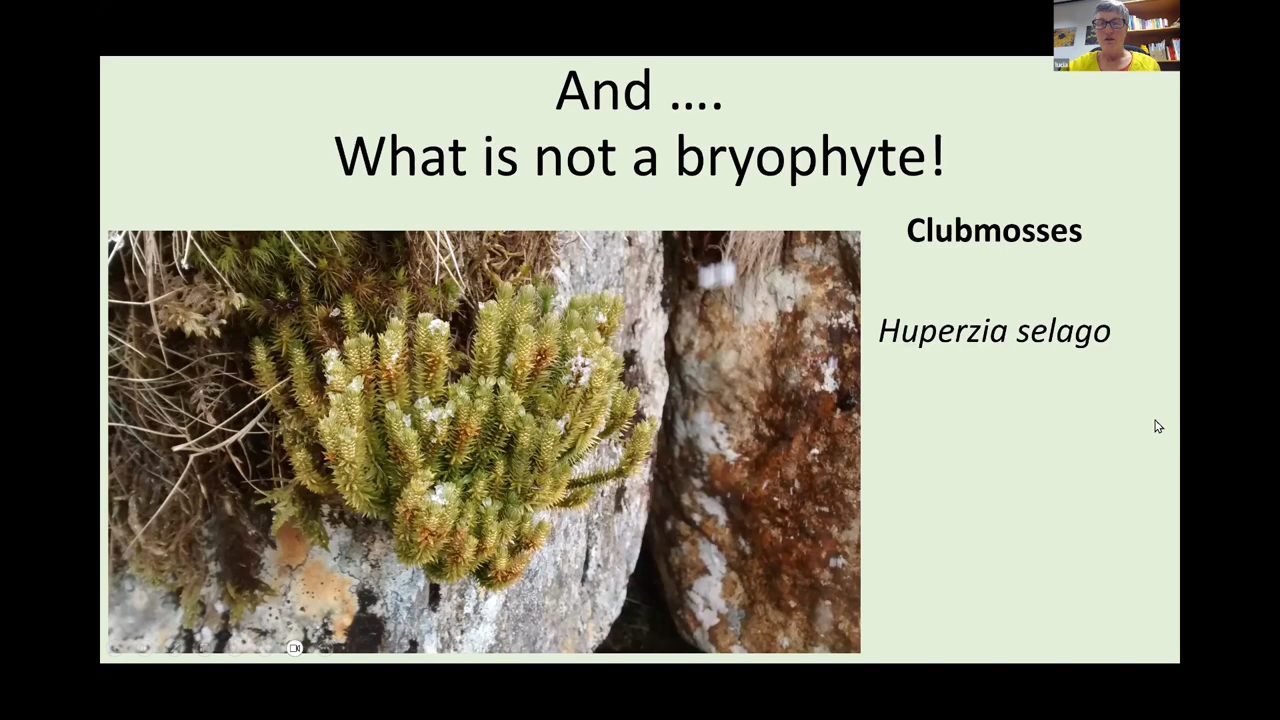 And ....
What is not a bryophyte!
Clubmosses
Huperzia selago